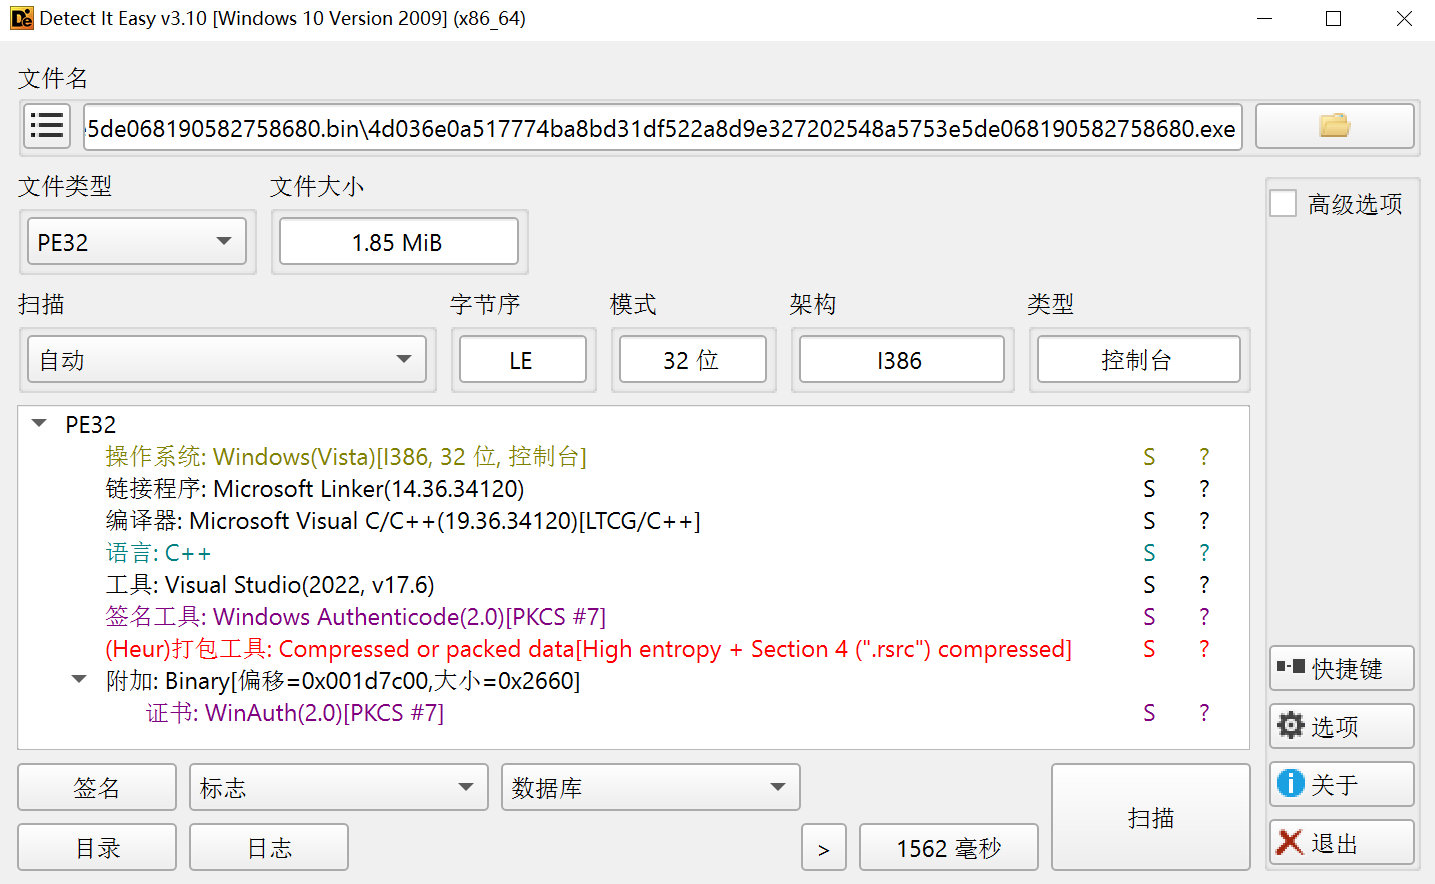 Detect It Easy v3.10 [Windows 10 Version 2009] (x86_64)
文件名
5de068190582758680.bin\4d036e0a517774ba8bd31df522a8d9e327202548a5753e5de068190582758680.exe
文件类型 文件大小
高级选项
PE32 1.85 MiB
扫描 字节序 模式 架构 类型
自动 LE 32 位 I386 控制台
PE32
操作系统: Windows(Vista)[I386, 32 位, 控制台] S ?
链接程序: Microsoft Linker(14.36.34120) S ?
编译器: Microsoft Visual C/C++(19.36.34120)[LTCG/C++] S ?
语言: C++ S ?
工具: Visual Studio(2022, v17.6) S ?
签名工具: Windows Authenticode(2.0)[PKCS #7] S ?
(Heur)打包工具: Compressed or packed data[High entropy + Section 4 (".rsrc") compressed] S ?
附加: Binary[偏移=0x001d7c00,大小=0x2660]
证书: WinAuth(2.0)[PKCS #7] S ?
快捷键
选项
关于
退出
签名 标志 数据库
扫描
目录 日志 > 1562 毫秒